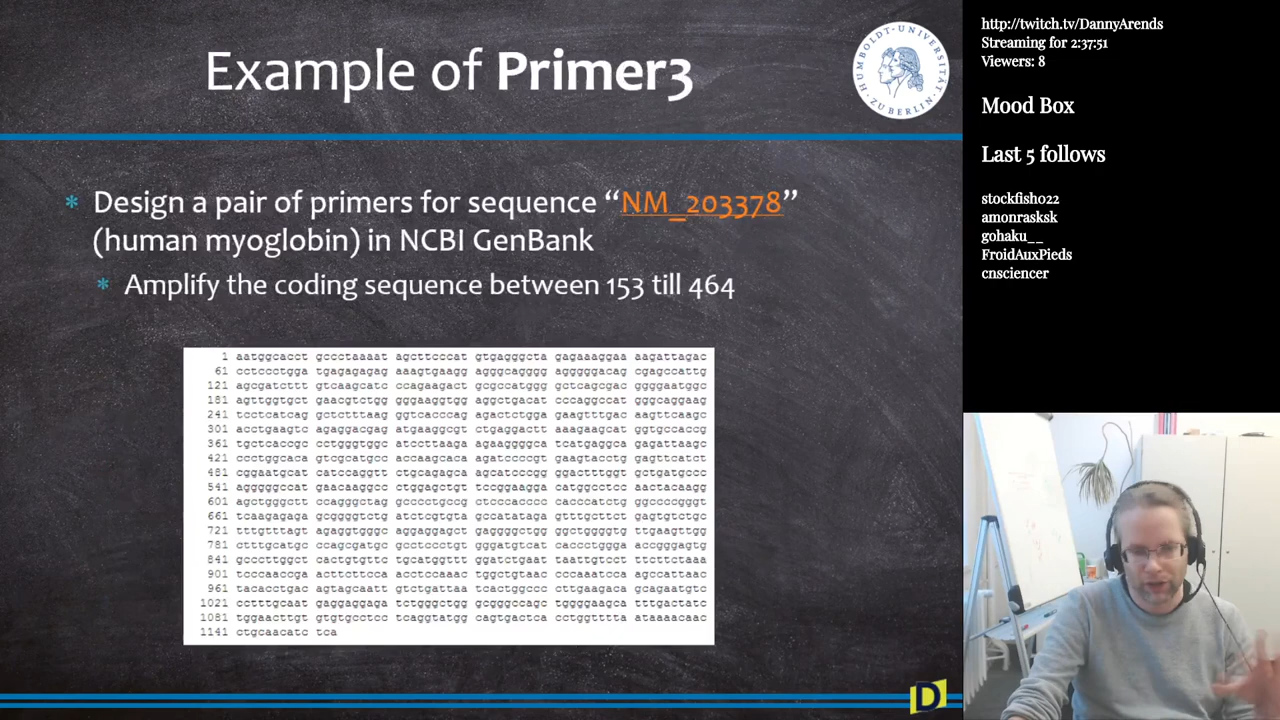 Example of Primer3
HUMBOLDT-UNIVERSITÄT ZU BERLIN
* Design a pair of primers for sequence “NM_203378”
(human myoglobin) in NCBI GenBank
* Amplify the coding sequence between 153 till 464
1 aatggcacct gccctaaaat agcttcccat gtgagggcta gagaaaggaa aagattagac
61 cctccctgga tgagagagag aaagtgaagg agggcagggg agggggacag cgagccattg
121 agcgatcttt gtcaagcatc ccagaagact gcgccatggg gctcagcgac ggggaatggc
181 agttggtgct gaacgtctgg gggaaggtgg aggctgacat cccaggccat gggcaggaag
241 tcctcatcag gctctttaag ggtcacccag agactctgga gaagtttgac aagttcaagc
301 acctgaagtc agaggacgag atgaaggcgt ctgaggactt aaagaagcat ggtgccaccg
361 tgctcaccgc cctgggtggc atccttaaga agaaggggca tcatgaggca gagattaagc
421 ccctggcaca gtcgcatgcc accaagcaca agatccccgt gaagtacctg gagttcatct
481 cggaatgcat catccaggtt ctgcagagca agcatcccgg ggactttggt gctgatgccc
541 agggggccat gaacaaggcc ctggagctgt tccggaagga catggcctcc aactacaagg
601 agctgggctt ccagggctag gcccctgccg ctcccacccc cacccatctg ggccccgggt
661 tcaagagaga gcggggtctg atctcgtgta gccatataga gtttgcttct gagtgtctgc
721 tttgtttagt agaggtgggc aggaggagct gaggggctgg ggctggggtg ttgaagttgg
781 ctttgcatgc ccagcgatgc gcctccctgt gggatgtcat caccctggga accgggagtg
841 gcccttggct cactgtgttc tgcatggttt ggatctgaat taattgtcct ttcttctaaa
901 tcccaaccga acttcttcca acctccaaac tggctgtaac cccaaatcca agccattaac
961 tacacctgac agtagcaatt gtctgattaa tcactggccc cttgaagaca gcagaatgtc
1021 cctttgcaat gaggaggaga tctgggctgg gcgggccagc tggggaagca tttgactatc
1081 tggaacttgt gtgtgcctcc tcaggtatgg cagtgactca cctggtttta ataaaacaac
1141 ctgcaacatc tca
D
http://twitch.tv/DannyArends
Streaming for 2:37:51
Viewers: 8
Mood Box
Last 5 follows
stockfish022
amonrasksk
gohaku__
FroidAuxPieds
cnsciencer